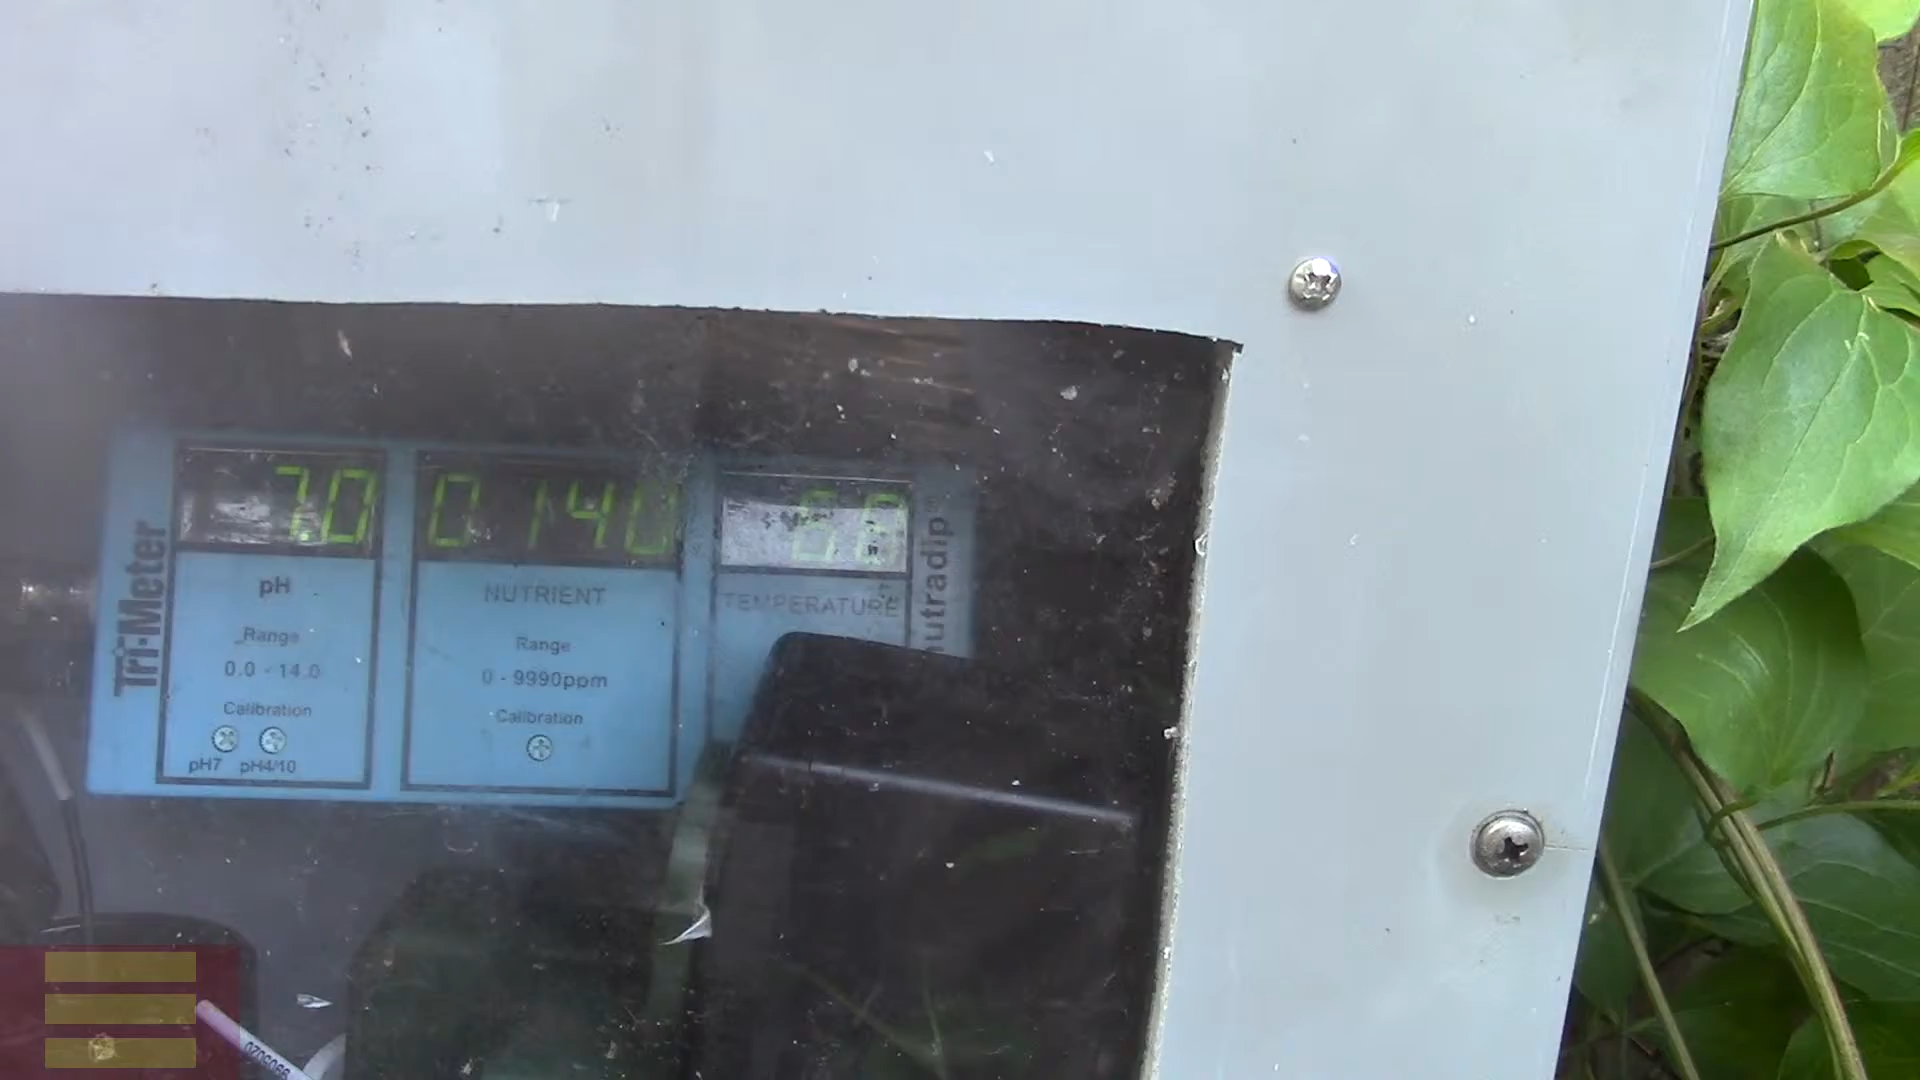 Tri-Meter
7.0
pH
Range
0.0 - 14.0
Calibration
pH7 pH4/10
0140
NUTRIENT
Range
0 - 9990ppm
Calibration
TEMPERATURE
nutradip